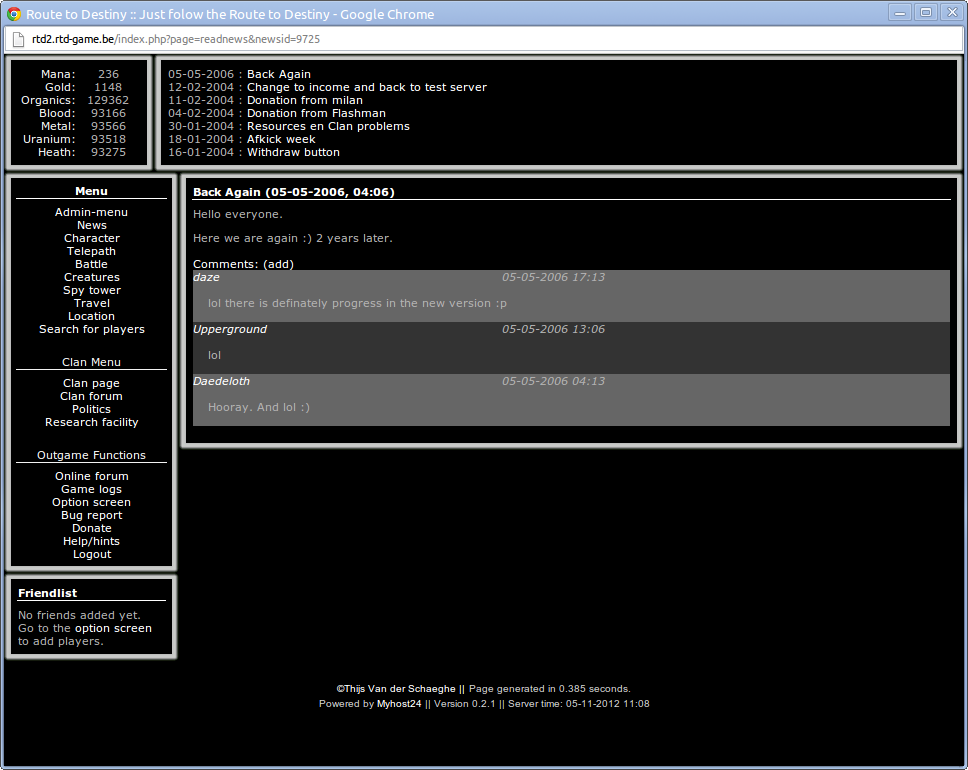 Route to Destiny :: Just folow the Route to Destiny - Google Chrome
rtd2.rtd-game.be/index.php?page=readnews&newsid=9725
Mana: 236
Gold: 1148
Organics: 129362
Blood: 93166
Metal: 93566
Uranium: 93518
Heath: 93275
05-05-2006 : Back Again
12-02-2004 : Change to income and back to test server
11-02-2004 : Donation from milan
04-02-2004 : Donation from Flashman
30-01-2004 : Resources en Clan problems
18-01-2004 : Afkick week
16-01-2004 : Withdraw button
Menu
Admin-menu
News
Character
Telepath
Battle
Creatures
Spy tower
Travel
Location
Search for players
Clan Menu
Clan page
Clan forum
Politics
Research facility
Outgame Functions
Online forum
Game logs
Option screen
Bug report
Donate
Help/hints
Logout
Friendlist
No friends added yet.
Go to the option screen
to add players.
Back Again (05-05-2006, 04:06)
Hello everyone.
Here we are again :) 2 years later.
Comments: (add)
daze 05-05-2006 17:13
lol there is definately progress in the new version :p
Upperground 05-05-2006 13:06
lol
Daedeloth 05-05-2006 04:13
Hooray. And lol :)
©Thijs Van der Schaeghe || Page generated in 0.385 seconds.
Powered by Myhost24 || Version 0.2.1 || Server time: 05-11-2012 11:08